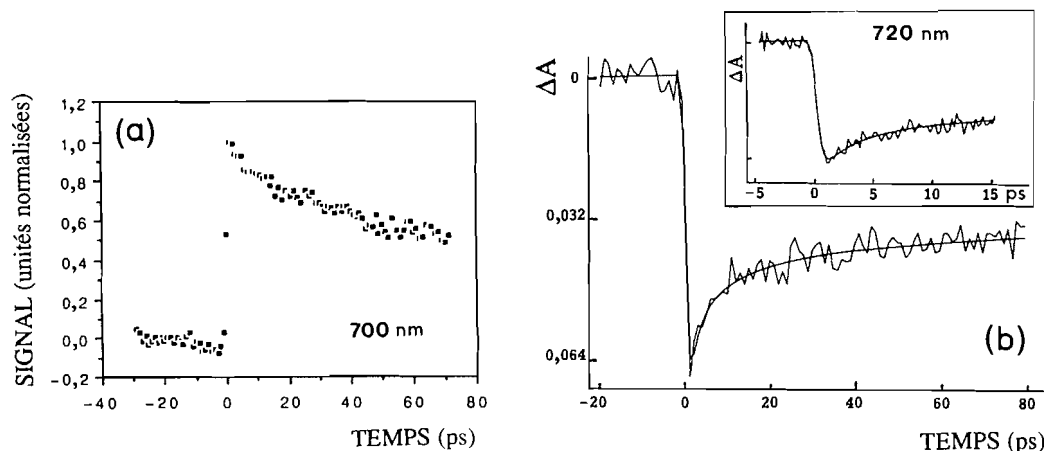 (a)
SIGNAL (unités normalisées)
1,2
1,0
0,8
0,6
0,4
0,2
0,0
-0,2
700 nm
-40 -20 0 20 40 60 80
TEMPS (ps)
(b)
ΔA
0
0,032
0,064
-20 0 20 40 60 80
TEMPS (ps)
720 nm
ΔA
-5 0 5 10 15 ps